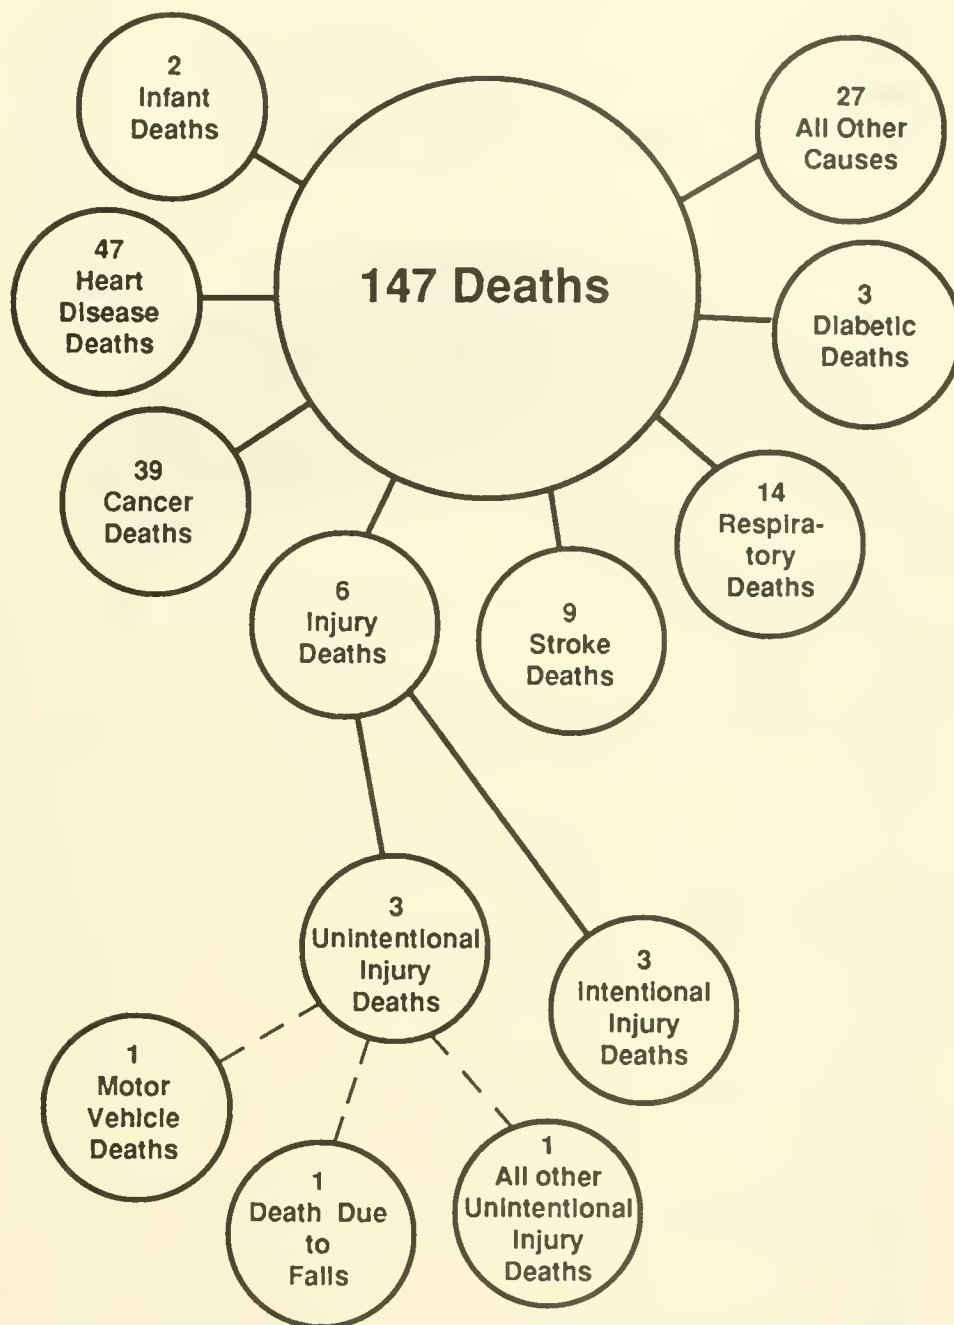 2
Infant
Deaths
27
All Other
Causes
147 Deaths
47
Heart
Disease
Deaths
3
Diabetic
Deaths
39
Cancer
Deaths
14
Respira-
tory
Deaths
6
Injury
Deaths
9
Stroke
Deaths
3
Unintentional
Injury
Deaths
3
Intentional
Injury
Deaths
1
Motor
Vehicle
Deaths
1
Death Due
to
Falls
1
All other
Unintentional
Injury
Deaths